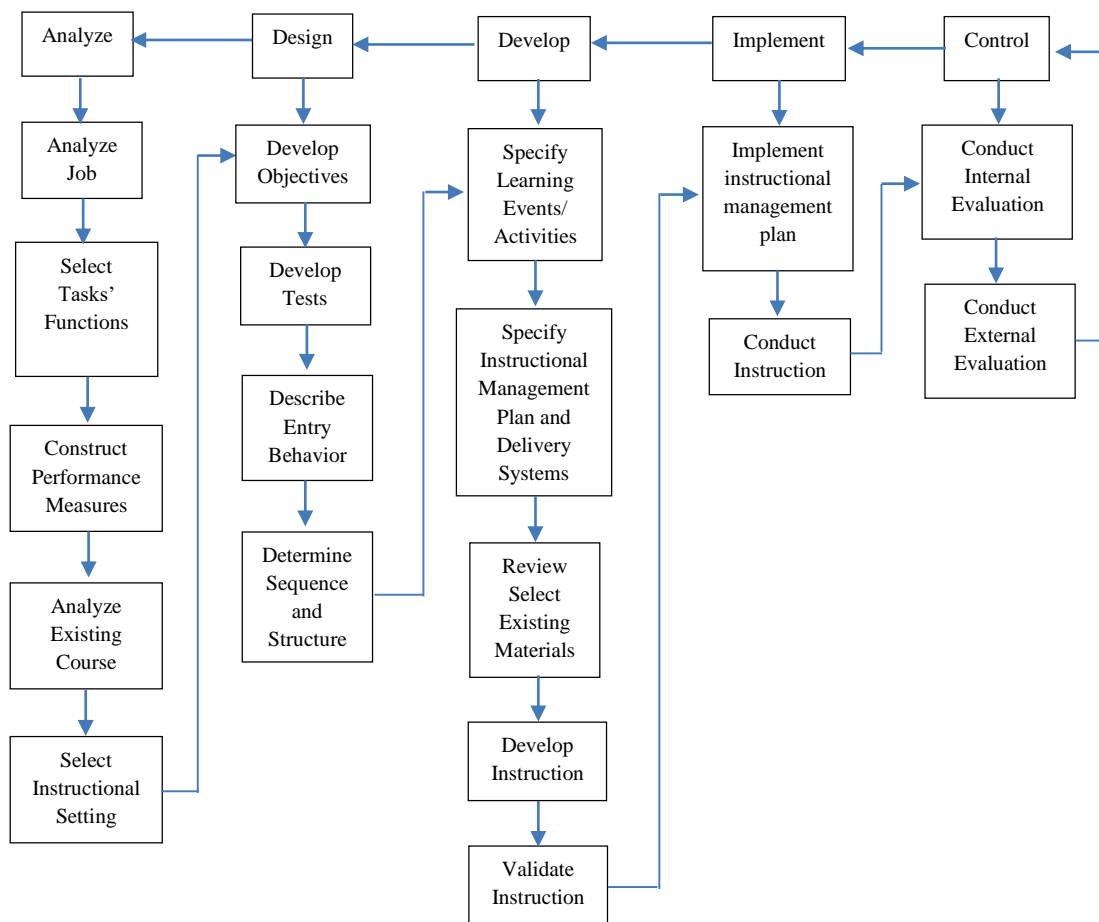 Analyze
Design
Develop
Implement
Control
Analyze
Job
Select
Tasks’
Functions
Construct
Performance
Measures
Analyze
Existing
Course
Select
Instructional
Setting
Develop
Objectives
Develop
Tests
Describe
Entry
Behavior
Determine
Sequence
and
Structure
Specify
Learning
Events/
Activities
Specify
Instructional
Management
Plan and
Delivery
Systems
Review
Select
Existing
Materials
Develop
Instruction
Validate
Instruction
Implement
instructional
management
plan
Conduct
Instruction
Conduct
Internal
Evaluation
Conduct
External
Evaluation